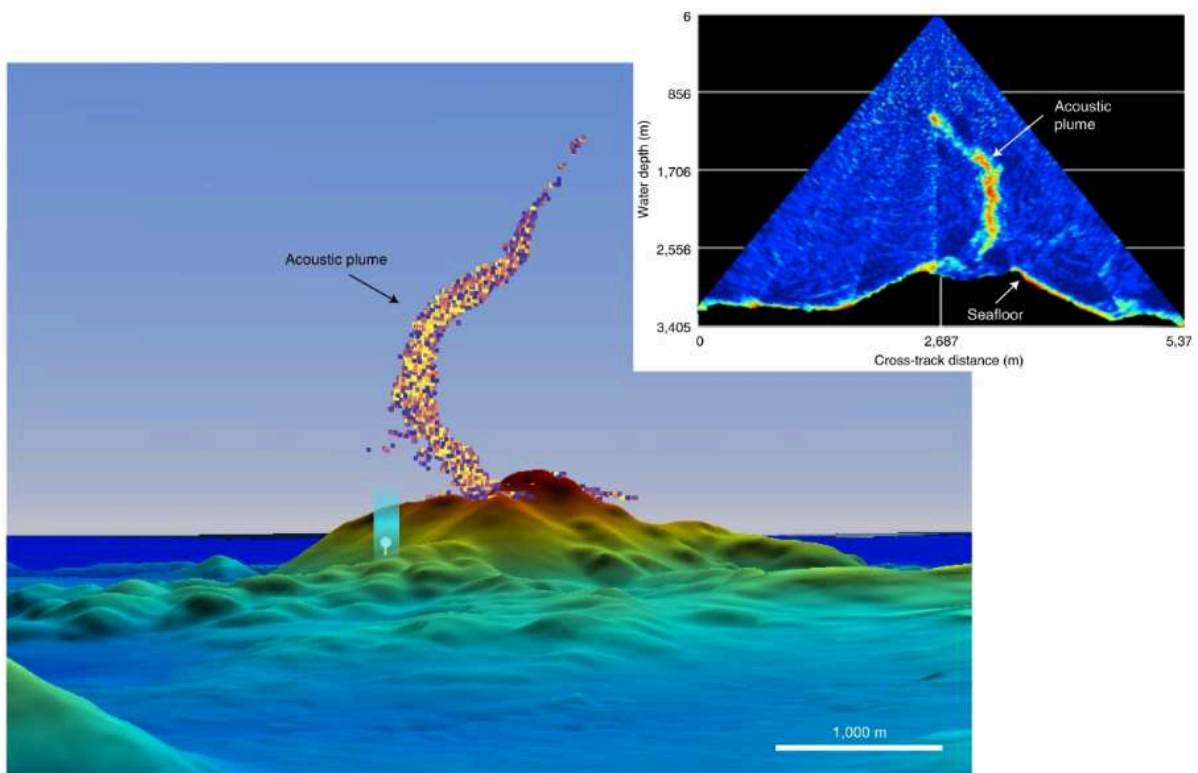 Acoustic plume
1,000 m
6
856
1,706
2,556
3,405
Water depth (m)
Acoustic
plume
Seafloor
0
2,687
5,37
Cross-track distance (m)